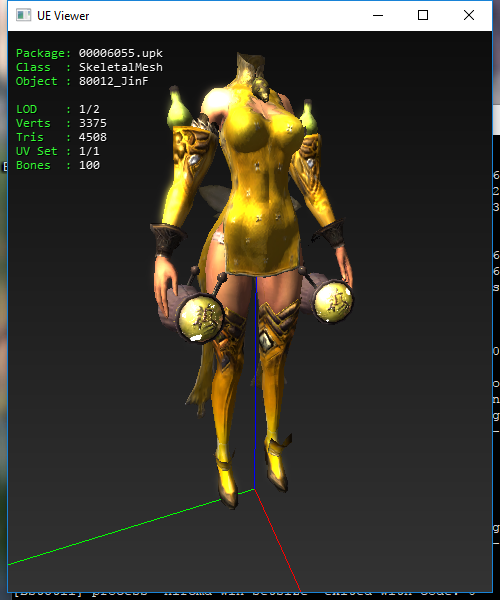 UE Viewer
Package: 00006055.upk
Class : SkeletalMesh
Object : 80012_JinF
LOD : 1/2
Verts : 3375
Tris : 4508
UV Set : 1/1
Bones : 100